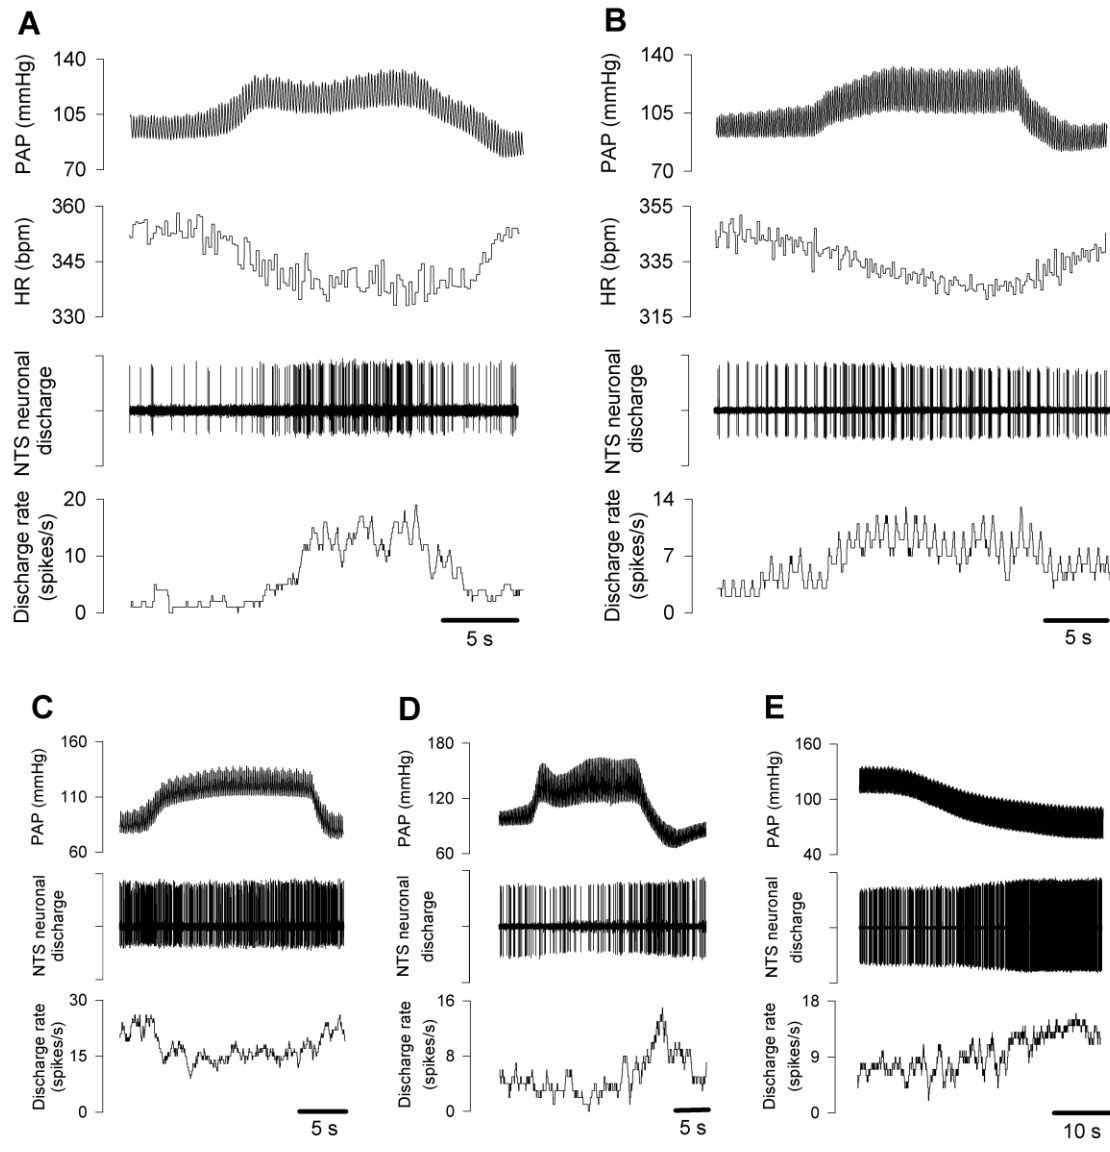 A
PAP (mmHg)
140
105
70
HR (bpm)
360
345
330
NTS neuronal
discharge
Discharge rate
(spikes/s)
20
10
0
5 s
B
PAP (mmHg)
140
105
70
HR (bpm)
355
335
315
NTS neuronal
discharge
Discharge rate
(spikes/s)
14
7
0
5 s
C
PAP (mmHg)
160
110
60
NTS neuronal
discharge
Discharge rate
(spikes/s)
30
15
0
5 s
D
PAP (mmHg)
180
120
60
NTS neuronal
discharge
Discharge rate
(spikes/s)
16
8
0
5 s
E
PAP (mmHg)
160
100
40
NTS neuronal
discharge
Discharge rate
(spikes/s)
18
9
0
10 s